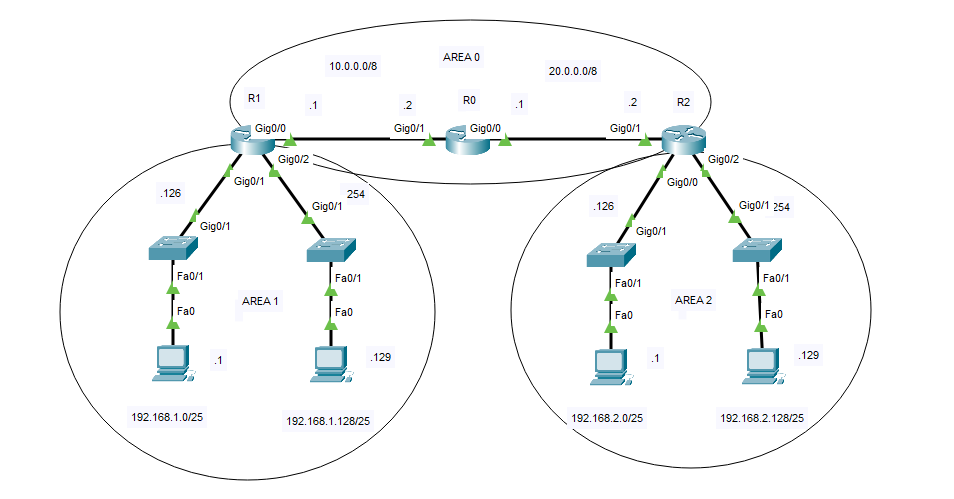 AREA 0
10.0.0.0/8
20.0.0.0/8
R1
.1
.2
R0
.1
.2
R2
Gig0/0
Gig0/1
Gig0/0
Gig0/1
Gig0/2
Gig0/1
Gig0/2
Gig0/0
.126
254
Gig0/1
Gig0/1
.126
Gig0/1
254
Gig0/1
Fa0/1
Fa0/1
Fa0/1
Fa0/1
AREA 1
AREA 2
Fa0
Fa0
Fa0
Fa0
.1
.129
.1
.129
192.168.1.0/25
192.168.1.128/25
192.168.2.0/25
192.168.2.128/25